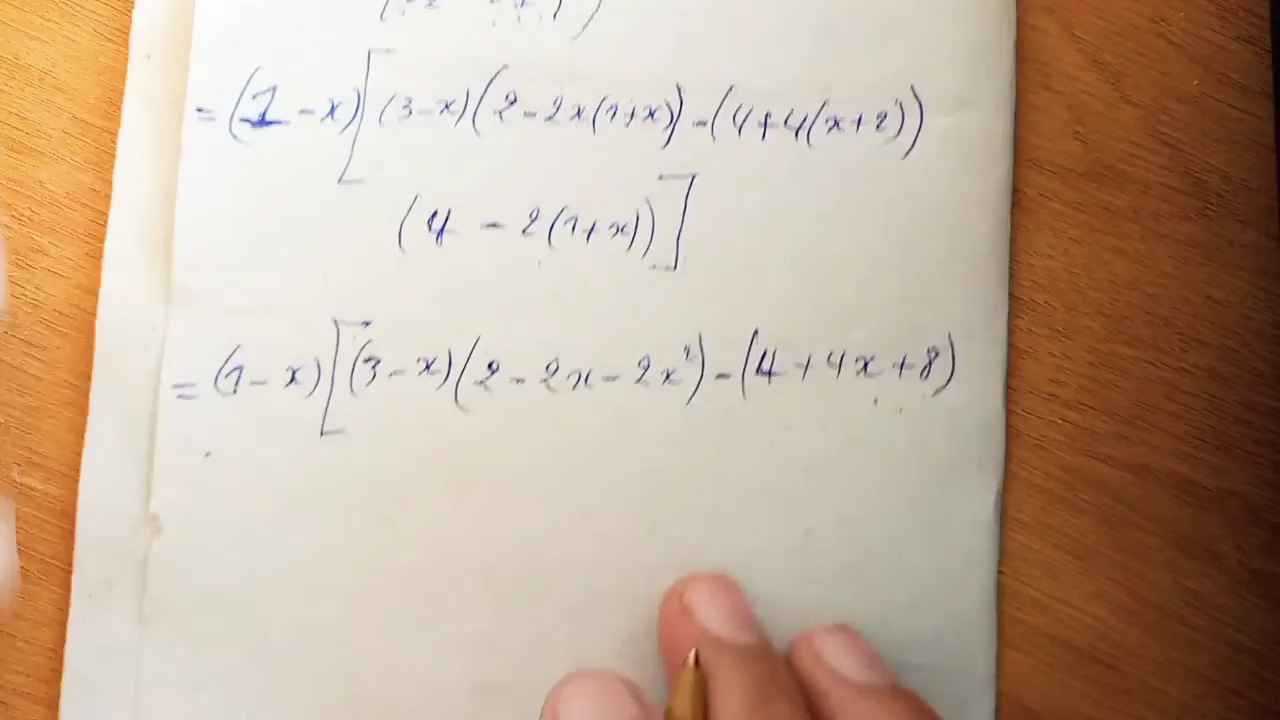 = (1 - x)[(3 - x)(2 - 2x(1+x)) - (4+4(x+2))
(4 - 2(1+x))]
= (1 - x)[(3 - x)(2 - 2x - 2x²) - (4 + 4x + 8)